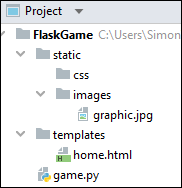 Project
FlaskGame C:\Users\Simon
static
css
images
graphic.jpg
templates
home.html
game.py